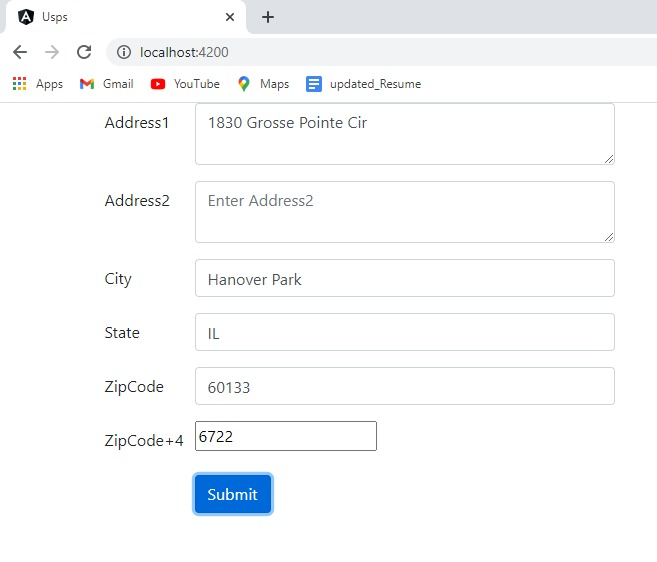 Usps
localhost:4200
Apps Gmail YouTube Maps updated_Resume
Address1 1830 Grosse Pointe Cir
Address2 Enter Address2
City Hanover Park
State IL
ZipCode 60133
ZipCode+4 6722
Submit